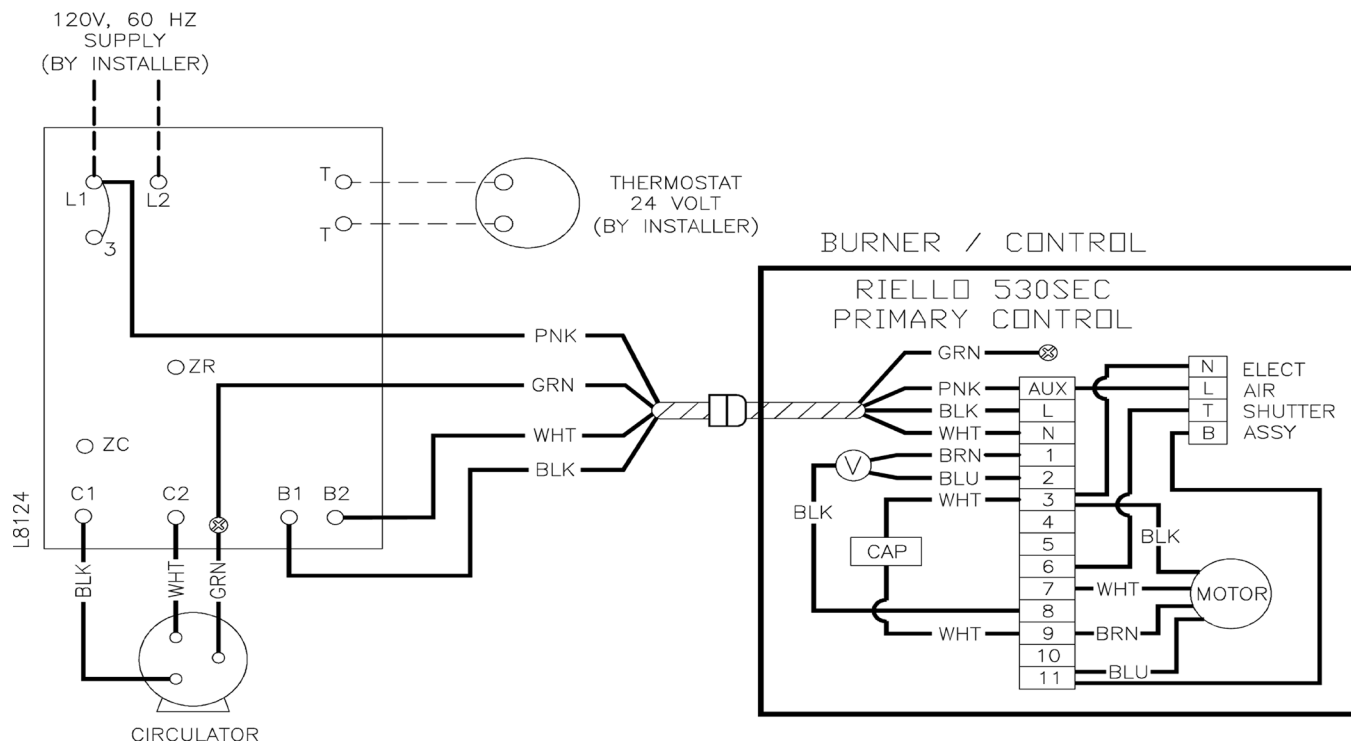 120V, 60 HZ
SUPPLY
(BY INSTALLER)
L1
L2
3
T
T
THERMOSTAT
24 VOLT
(BY INSTALLER)
ZR
ZC
C1
C2
B1
B2
L8124
BLK
WHT
GRN
CIRCULATOR
PNK
GRN
WHT
BLK
BURNER / CONTROL
RIELLO 530SEC
PRIMARY CONTROL
GRN
PNK
BLK
WHT
BRN
BLU
WHT
V
BLK
CAP
WHT
AUX
L
N
1
2
3
4
5
6
7
8
9
10
11
N
L
T
B
ELECT
AIR
SHUTTER
ASSY
BLK
WHT
BRN
BLU
MOTOR